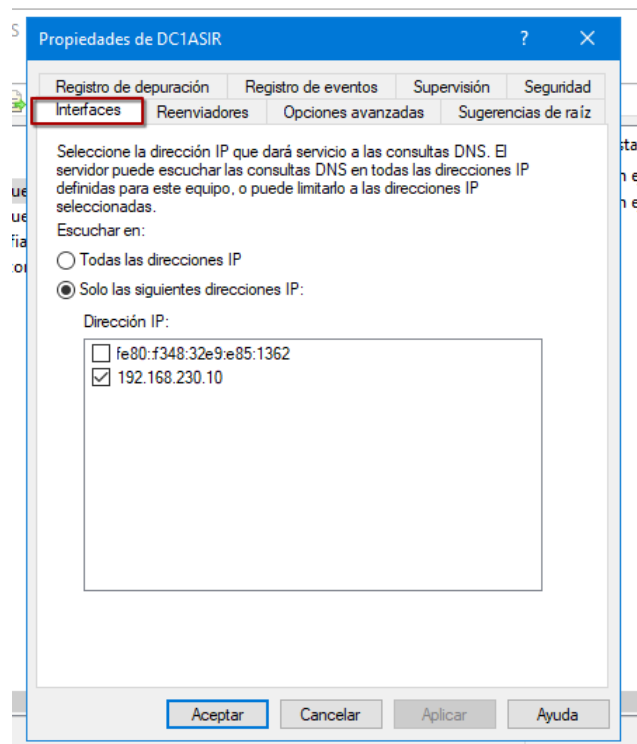 S
Propiedades de DC1ASIR ? ×
Registro de depuración Registro de eventos Supervisión Seguridad
Interfaces Reenviadores Opciones avanzadas Sugerencias de raíz
Seleccione la dirección IP que dará servicio a las consultas DNS. El
servidor puede escuchar las consultas DNS en todas las direcciones IP
definidas para este equipo, o puede limitarlo a las direcciones IP
seleccionadas.
Escuchar en:
Todas las direcciones IP
Solo las siguientes direcciones IP:
Dirección IP:
fe80::f348:32e9:e85:1362
192.168.230.10
Aceptar Cancelar Aplicar Ayuda